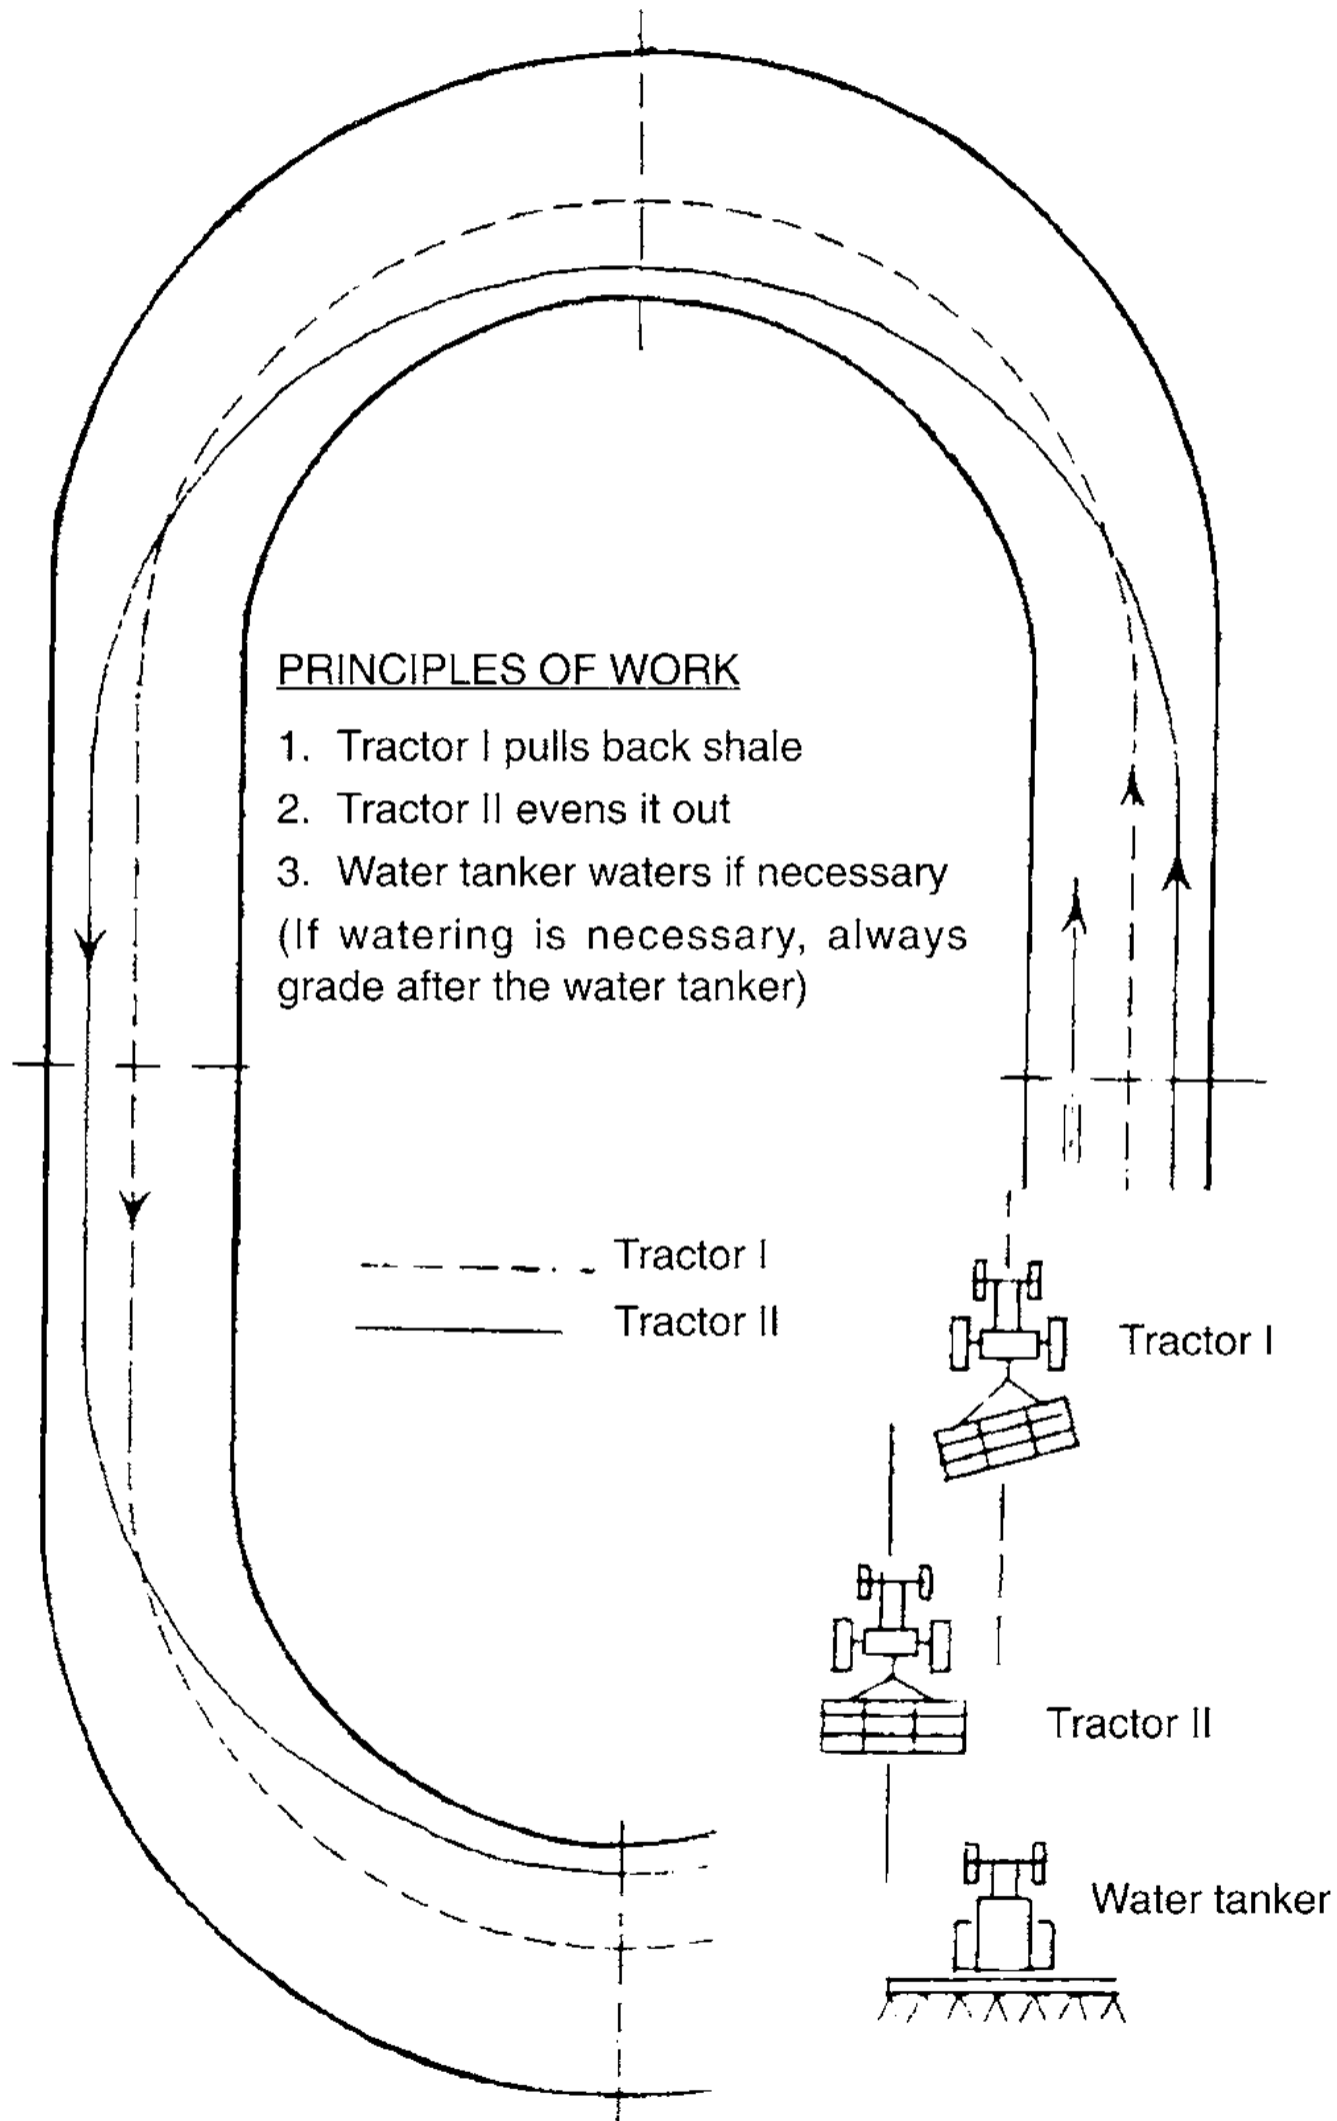 PRINCIPLES OF WORK
1. Tractor I pulls back shale
2. Tractor II evens it out
3. Water tanker waters if necessary
(If watering is necessary, always
grade after the water tanker)
Tractor I
Tractor II
Tractor I
Tractor II
Water tanker